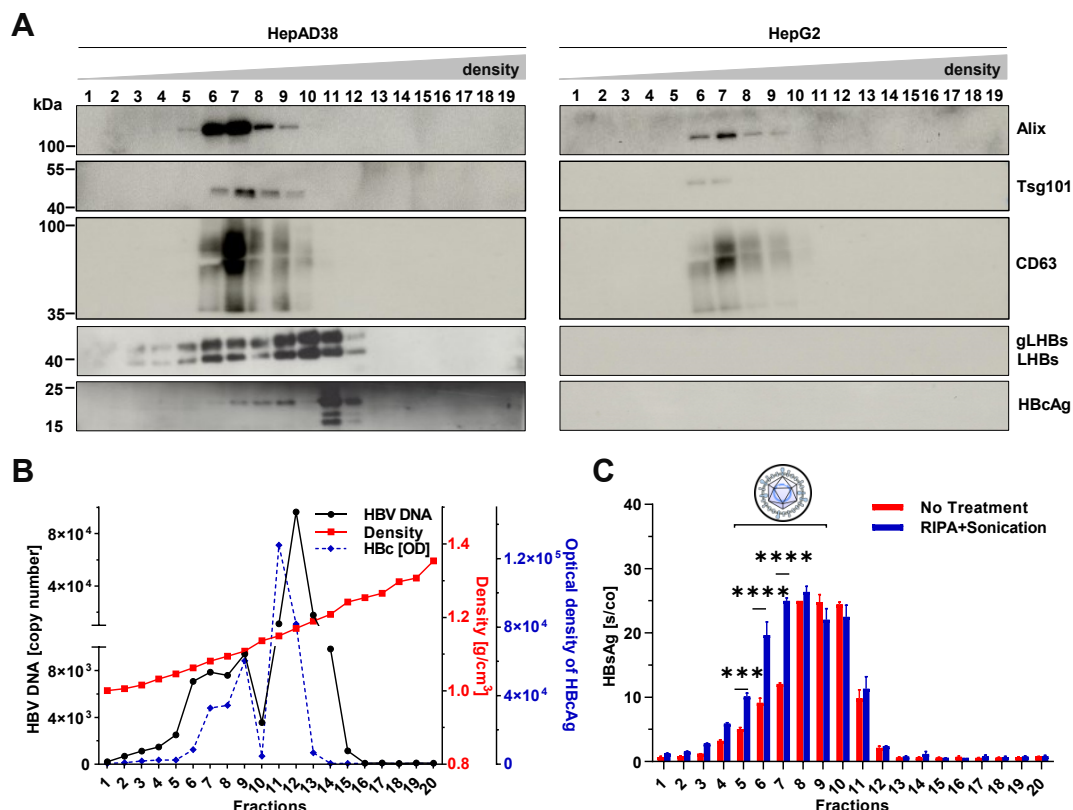 A
HepAD38
HepG2
density
density
1 2 3 4 5 6 7 8 9 10 11 12 13 14 15 16 17 18 19
1 2 3 4 5 6 7 8 9 10 11 12 13 14 15 16 17 18 19
kDa
100
Alix
55
40
Tsg101
100
35
CD63
40
gLHBs
LHBs
25
15
HBcAg
B
HBV DNA
Density
HBc [OD]
HBV DNA [copy number]
8×10⁴
4×10⁴
8×10³
4×10³
0
1.4
1.2
1.0
0.8
Density [g/cm³]
1.2×10⁵
8×10⁴
4×10⁴
0
Optical density of HBcAg
1 2 3 4 5 6 7 8 9 10 11 12 13 14 15 16 17 18 19 20
Fractions
C
No Treatment
RIPA+Sonication
HBsAg [s/co]
40
30
20
10
0
∗∗∗
∗∗∗∗
∗∗∗∗
1 2 3 4 5 6 7 8 9 10 11 12 13 14 15 16 17 18 19 20
Fractions